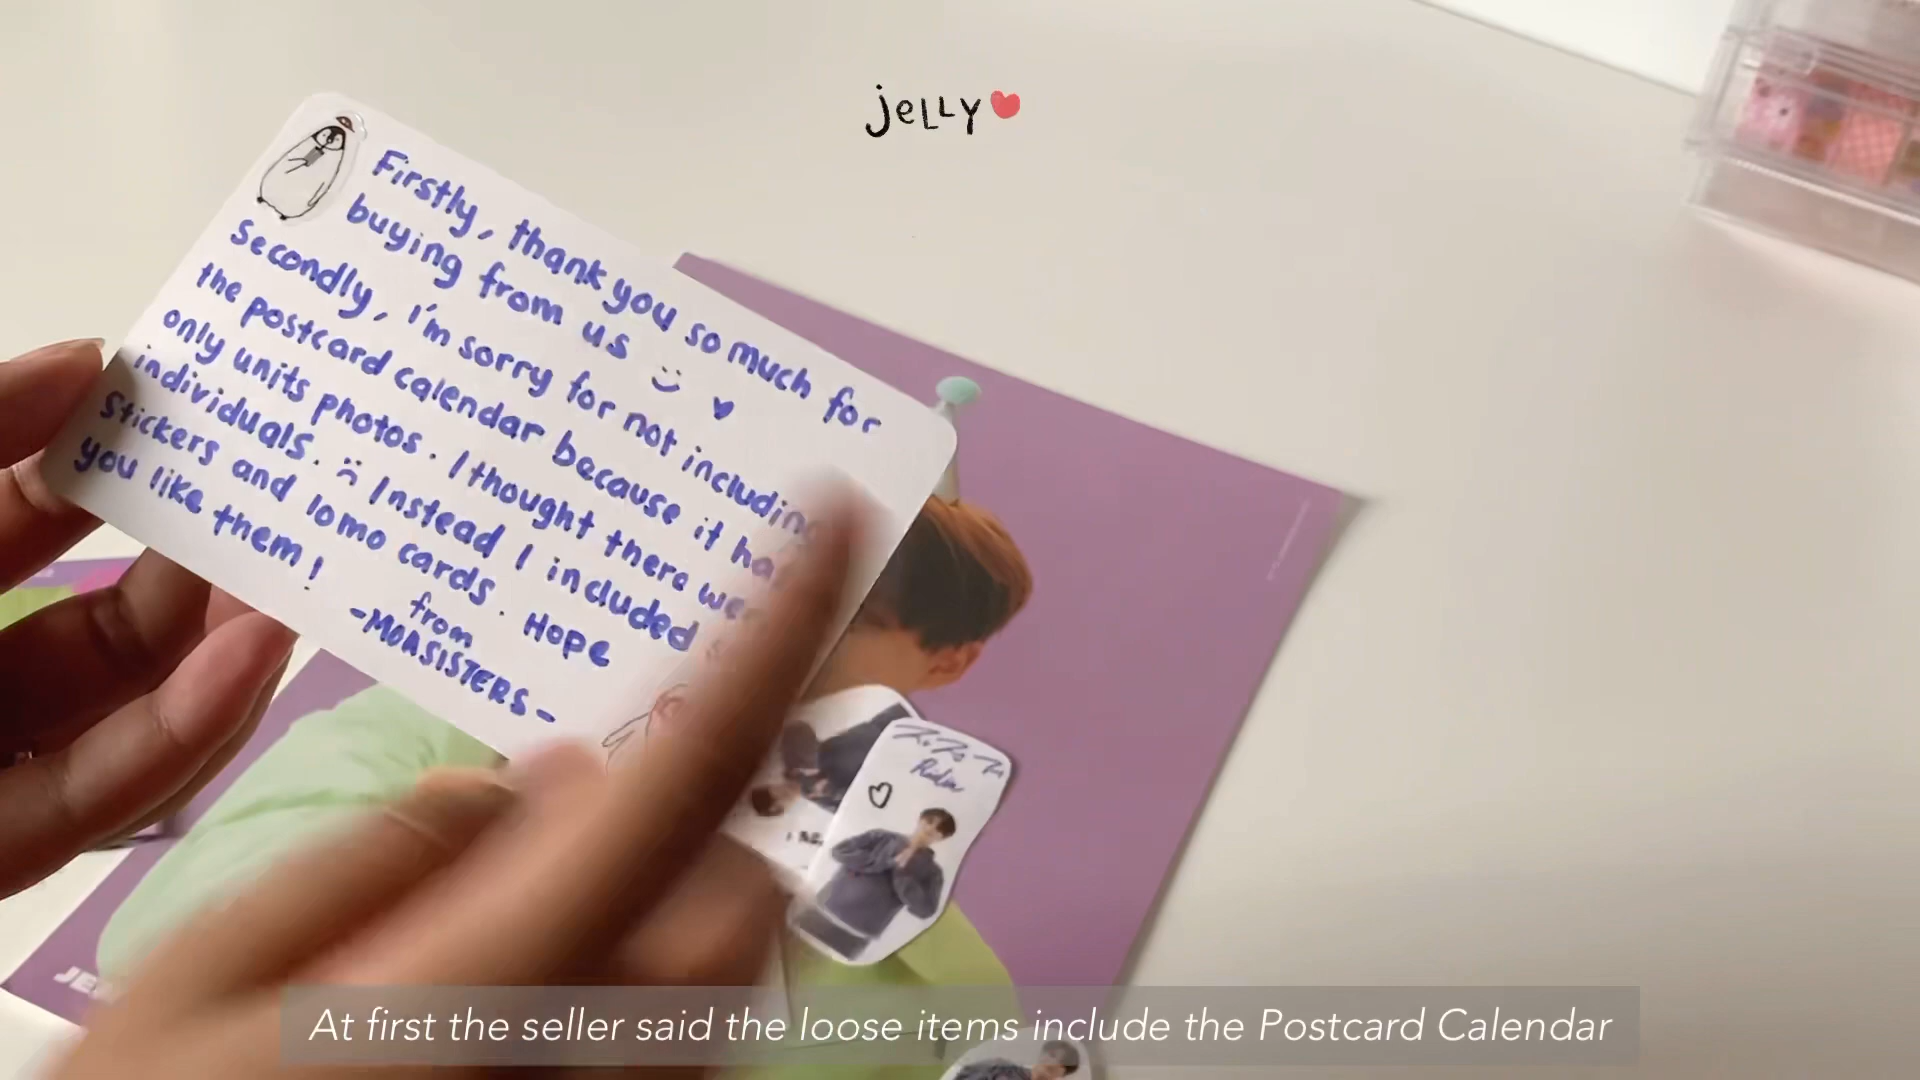 jeLLy
Firstly, thank you so much for
buying from us
Secondly, I'm sorry for not including
the postcard calendar because it ha
only units photos. I thought there wer
individuals. Instead I included
Stickers and lomo cards. Hope
you like them!
from
-MOASISTERS-
Ridin
At first the seller said the loose items include the Postcard Calendar